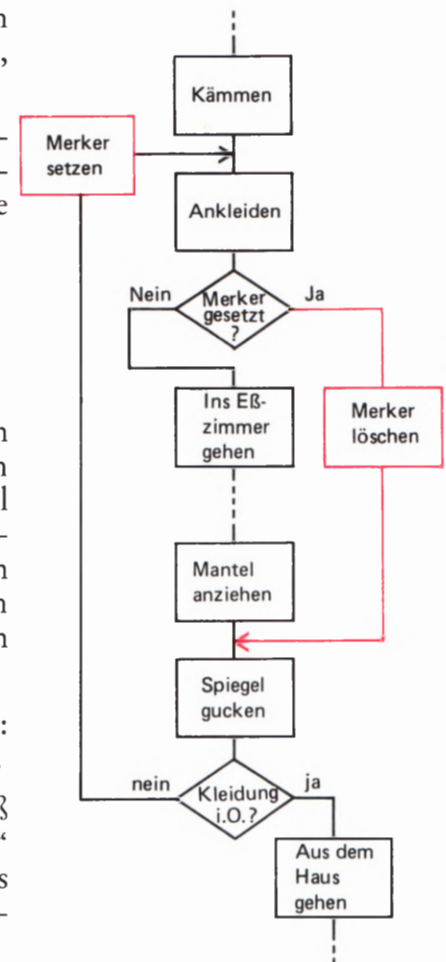 Kämmen
Merker
setzen
Ankleiden
Nein
Merker
gesetzt
?
Ja
Ins Eß-
zimmer
gehen
Merker
löschen
Mantel
anziehen
Spiegel
gucken
nein
Kleidung
i.O.?
ja
Aus dem
Haus
gehen